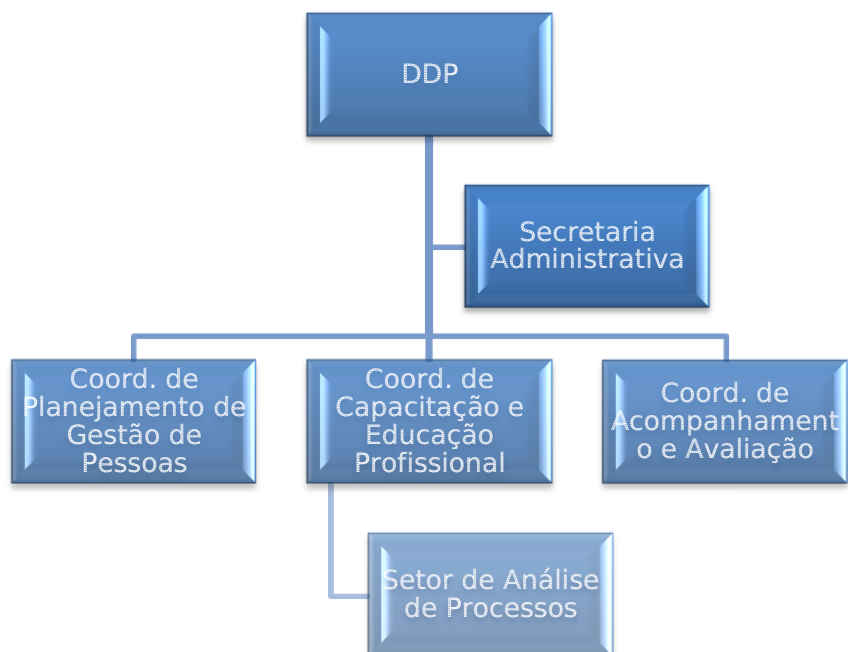 DDP
Secretaria
Administrativa
Coord. de
Planejamento de
Gestão de
Pessoas
Coord. de
Capacitação e
Educação
Profissional
Coord. de
Acompanhament
o e Avaliação
Setor de Análise
de Processos